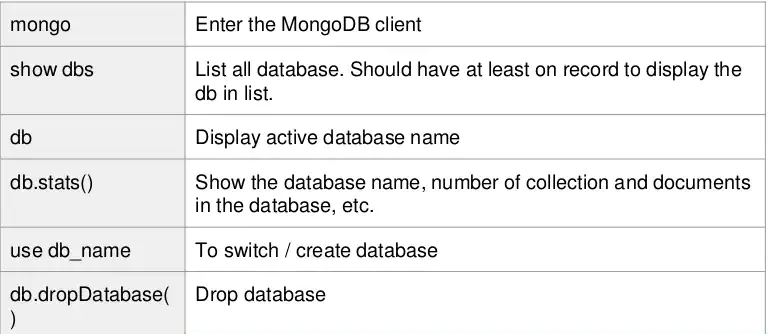 mongo Enter the MongoDB client
show dbs List all database. Should have at least on record to display the
db in list.
db Display active database name
db.stats() Show the database name, number of collection and documents
in the database, etc.
use db_name To switch / create database
db.dropDatabase( Drop database
)